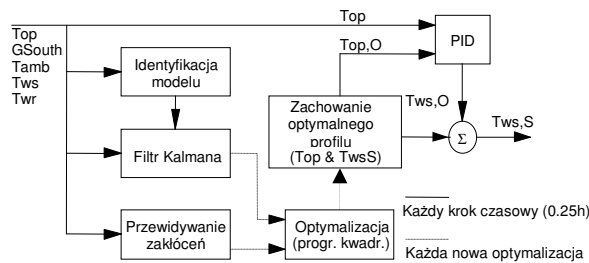 Top
Top
GSouth
Tamb
Tws
Twr
Top,O
PID
Identyfikacja
modelu
Zachowanie
optymalnego
profilu
(Top & TwsS)
Tws,O
Tws,S
Σ
Filtr Kalmana
Przewidywanie
zakłóceń
Optymalizacja
(progr. kwadr.)
Każdy krok czasowy (0.25h)
Każda nowa optymalizacja